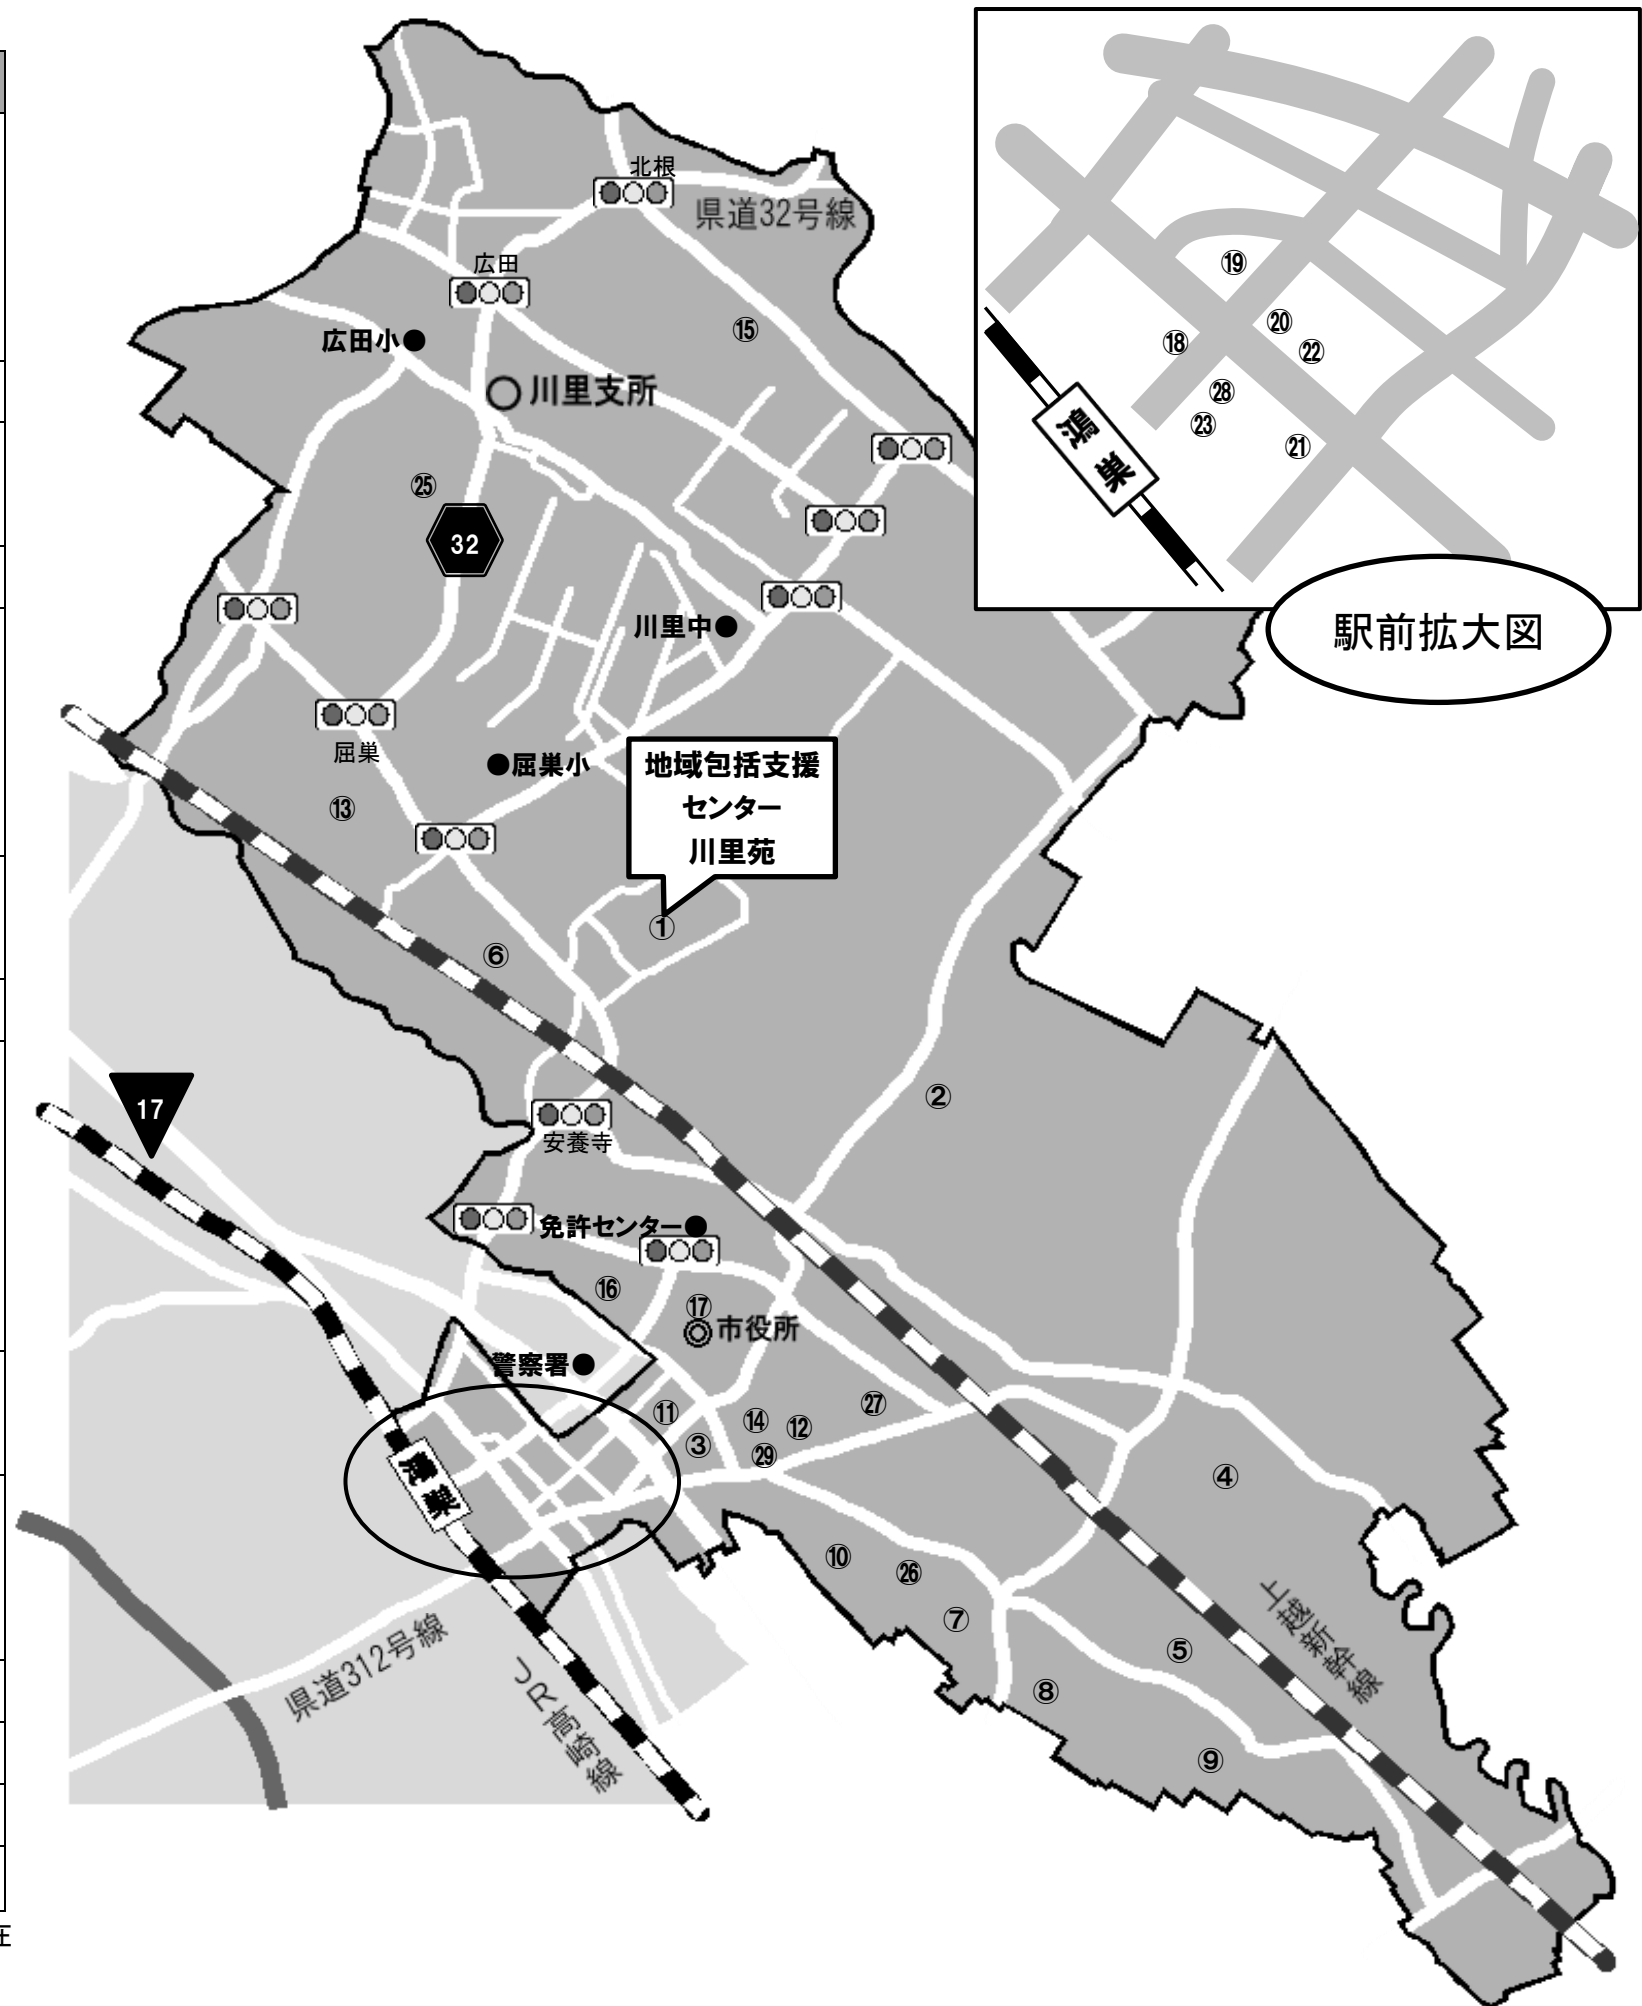 北根
県道32号線
広田
広田小●
⑮
○川里支所
㉕
32
川里中●
屈巣
●屈巣小
⑬
地域包括支援
センター
川里苑
①
⑥
②
17
安養寺
免許センター●
⑯
⑰
◎市役所
警察署●
⑪
⑭
⑫
㉗
③
㉙
④
鴻巣
⑩
㉖
⑦
⑤
⑧
⑨
上越新幹線
県道312号線
JR高崎線
⑲
⑳
⑱
㉒
㉘
㉓
㉑
鴻巣
駅前拡大図